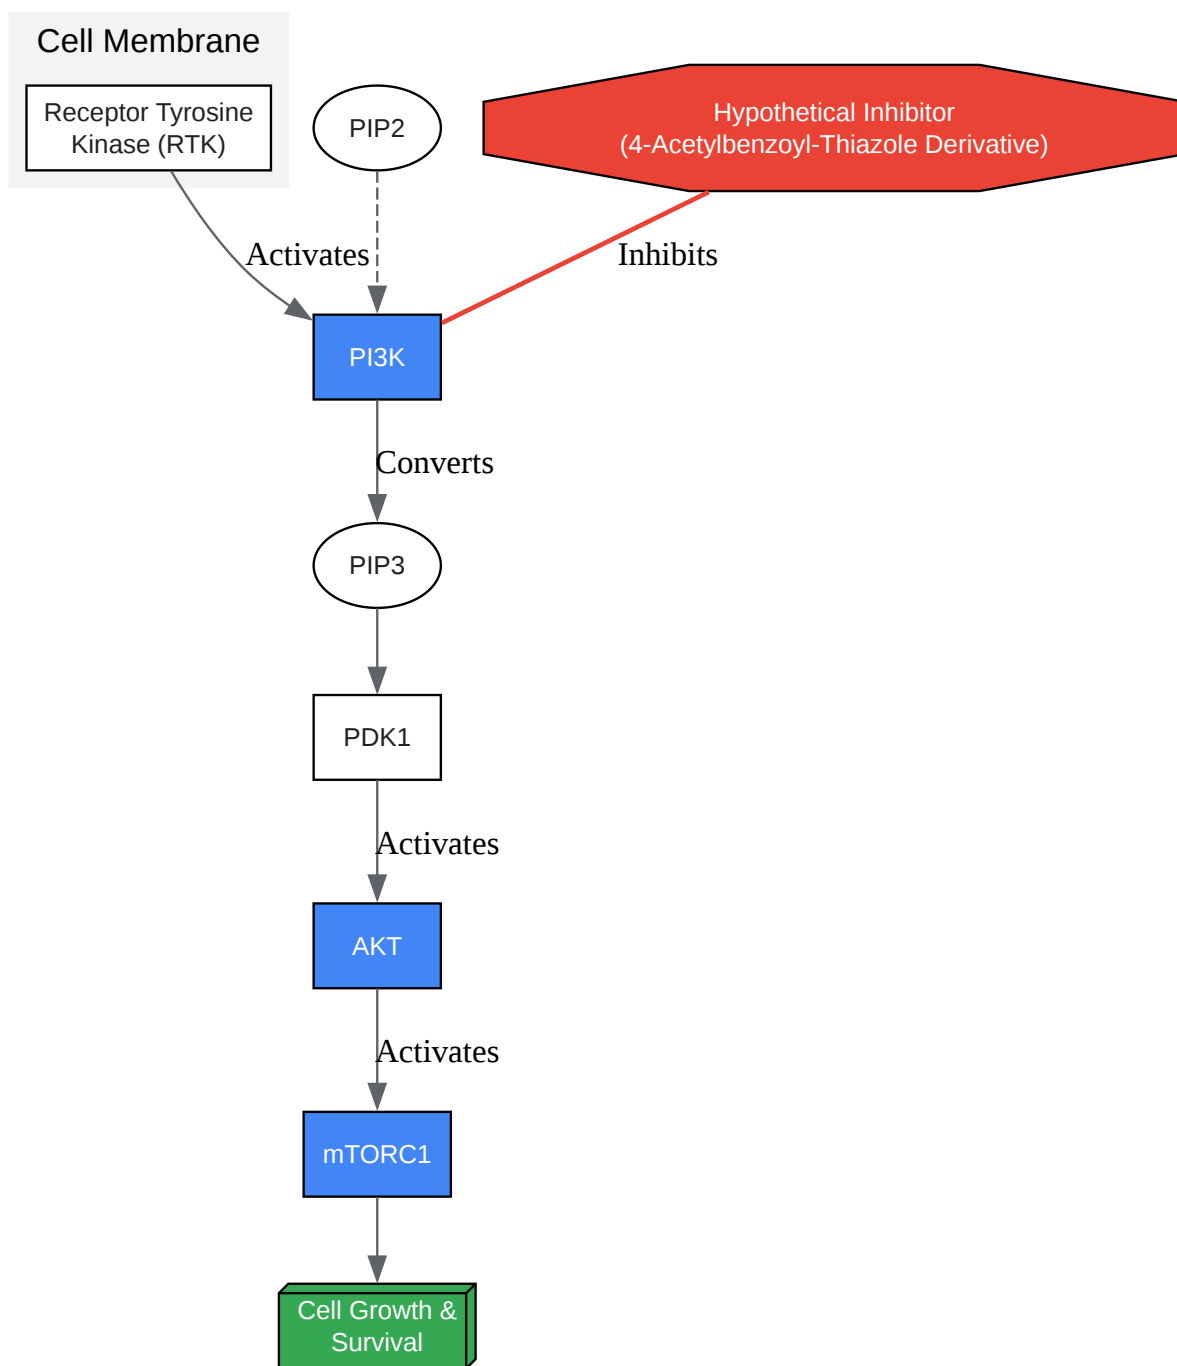 Cell Membrane
Receptor Tyrosine
Kinase (RTK)
PIP2
Hypothetical Inhibitor
(4-Acetylbenzoyl-Thiazole Derivative)
Activates
Inhibits
PI3K
Converts
PIP3
PDK1
Activates
AKT
Activates
mTORC1
Cell Growth &
Survival